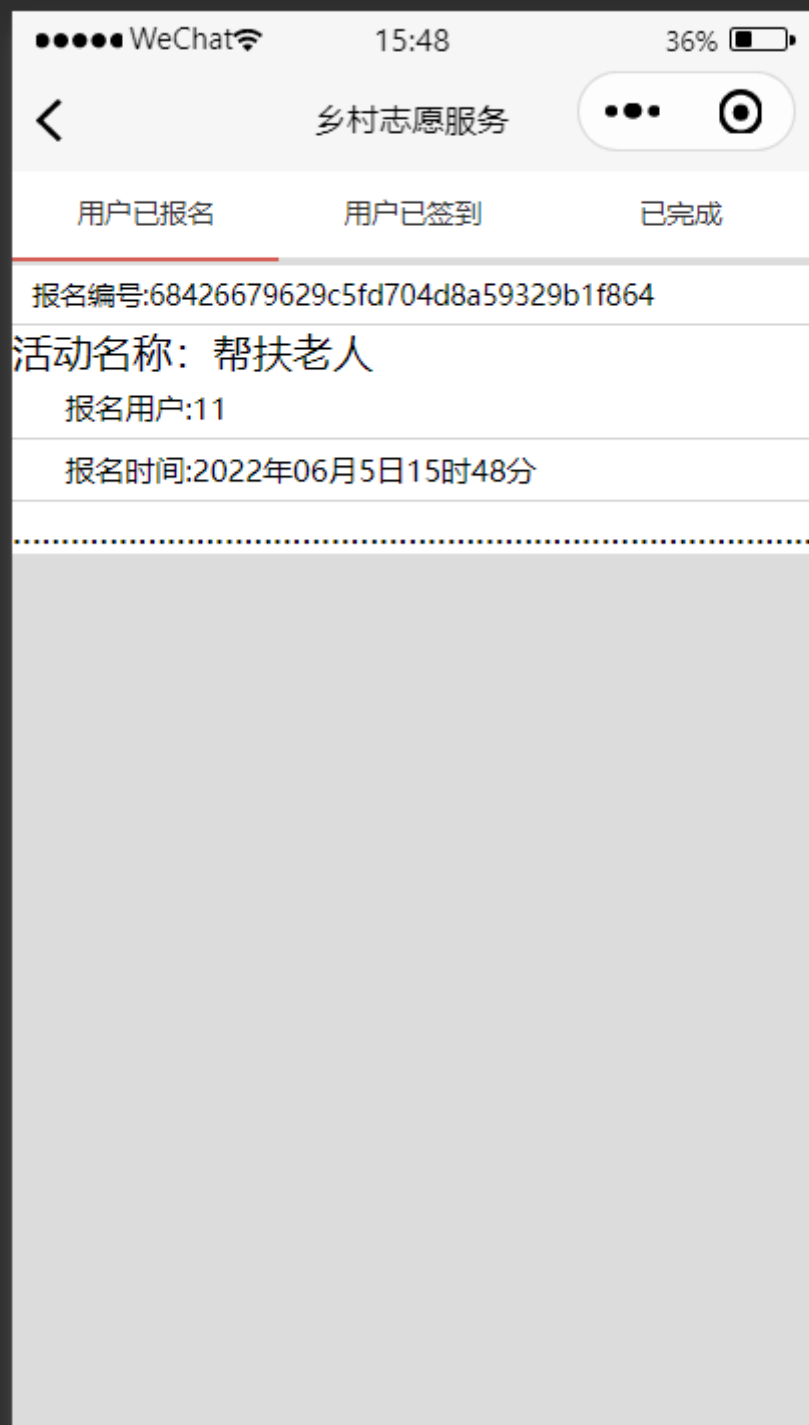 WeChat 15:48 36%
乡村志愿服务
用户已报名 用户已签到 已完成
报名编号:68426679629c5fd704d8a59329b1f864
活动名称：帮扶老人
报名用户:11
报名时间:2022年06月5日15时48分